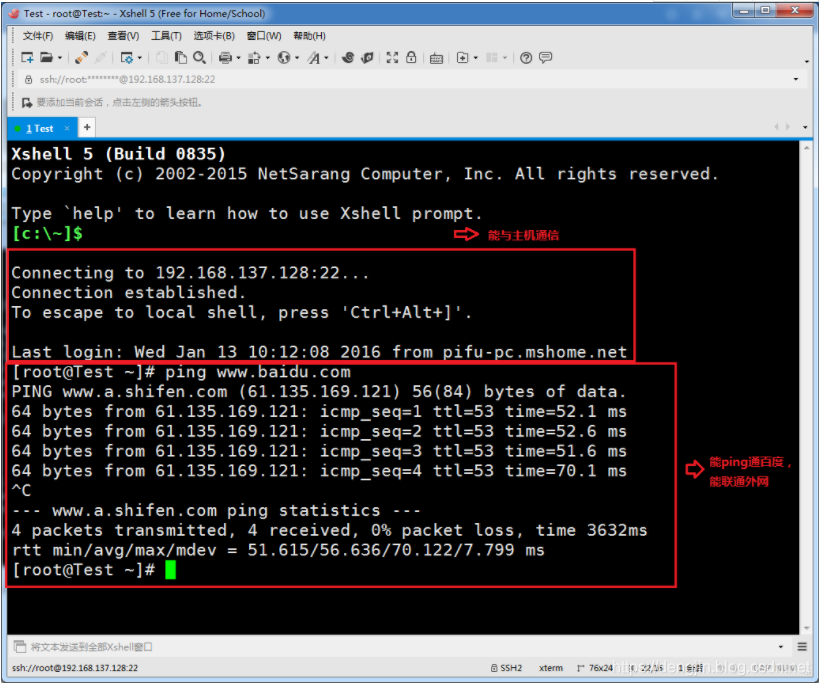 Test - root@Test:~ - Xshell 5 (Free for Home/School)
文件(F) 编辑(E) 查看(V) 工具(T) 选项卡(B) 窗口(W) 帮助(H)
ssh://root:********@192.168.137.128:22
要添加当前会话，点击左侧的箭头按钮。
1 Test
Xshell 5 (Build 0835)
Copyright (c) 2002-2015 NetSarang Computer, Inc. All rights reserved.
Type `help' to learn how to use Xshell prompt.
[c:\~]$
能与主机通信
Connecting to 192.168.137.128:22...
Connection established.
To escape to local shell, press 'Ctrl+Alt+]'.
Last login: Wed Jan 13 10:12:08 2016 from pifu-pc.mshome.net
[root@Test ~]# ping www.baidu.com
PING www.a.shifen.com (61.135.169.121) 56(84) bytes of data.
64 bytes from 61.135.169.121: icmp_seq=1 ttl=53 time=52.1 ms
64 bytes from 61.135.169.121: icmp_seq=2 ttl=53 time=52.6 ms
64 bytes from 61.135.169.121: icmp_seq=3 ttl=53 time=51.6 ms
64 bytes from 61.135.169.121: icmp_seq=4 ttl=53 time=70.1 ms
能ping通百度，
能联通外网
^C
--- www.a.shifen.com ping statistics ---
4 packets transmitted, 4 received, 0% packet loss, time 3632ms
rtt min/avg/max/mdev = 51.615/56.636/70.122/7.799 ms
[root@Test ~]#
将文本发送到全部Xshell窗口
ssh://root@192.168.137.128:22 SSH2 xterm 76x24